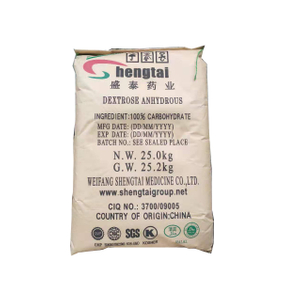 Shengtai
盛泰药业
DEXTROSE ANHYDROUS
INGREDIENT:100% CARBOHYDRATE
MFG DATE: (DD/MM/YYYY)
EXP DATE: (DD/MM/YYYY)
BATCH NO.: SEE SEALED PLACE
N.W. 25.0kg
G.W. 25.2kg
WEIFANG SHENGTAI MEDICINE CO.,LTD.
www.shengtaigroup.net
CIQ NO.: 3700/09005
COUNTRY OF ORIGIN:CHINA
SGS